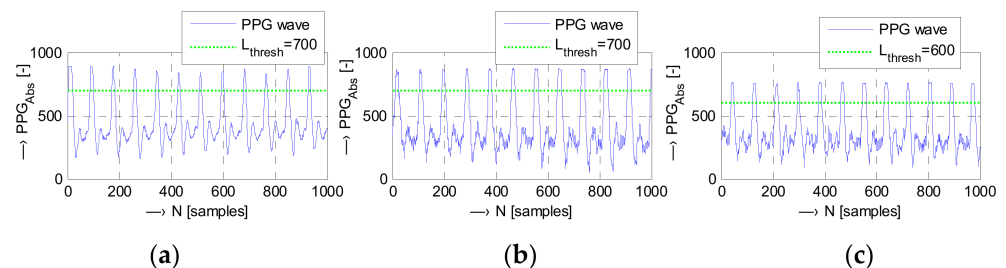 PPG wave
L_thresh=700
1000
500
0
0 200 400 600 800 1000
—> PPG_Abs [-]
—> N [samples]
(a)
PPG wave
L_thresh=700
1000
500
0
0 200 400 600 800 1000
—> PPG_Abs [-]
—> N [samples]
(b)
PPG wave
L_thresh=600
1000
500
0
0 200 400 600 800 1000
—> PPG_Abs [-]
—> N [samples]
(c)